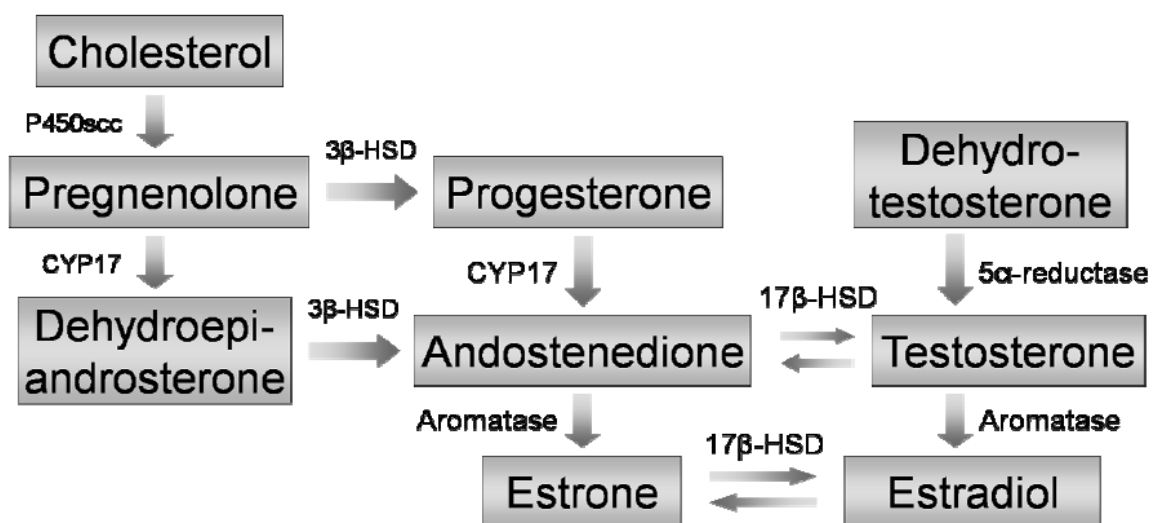 Cholesterol
P450scc
Pregnenolone
3β-HSD
Progesterone
Dehydro-
testosterone
CYP17
CYP17
5α-reductase
Dehydroepi-
androsterone
3β-HSD
Andostenedione
17β-HSD
Testosterone
Aromatase
Aromatase
Estrone
17β-HSD
Estradiol